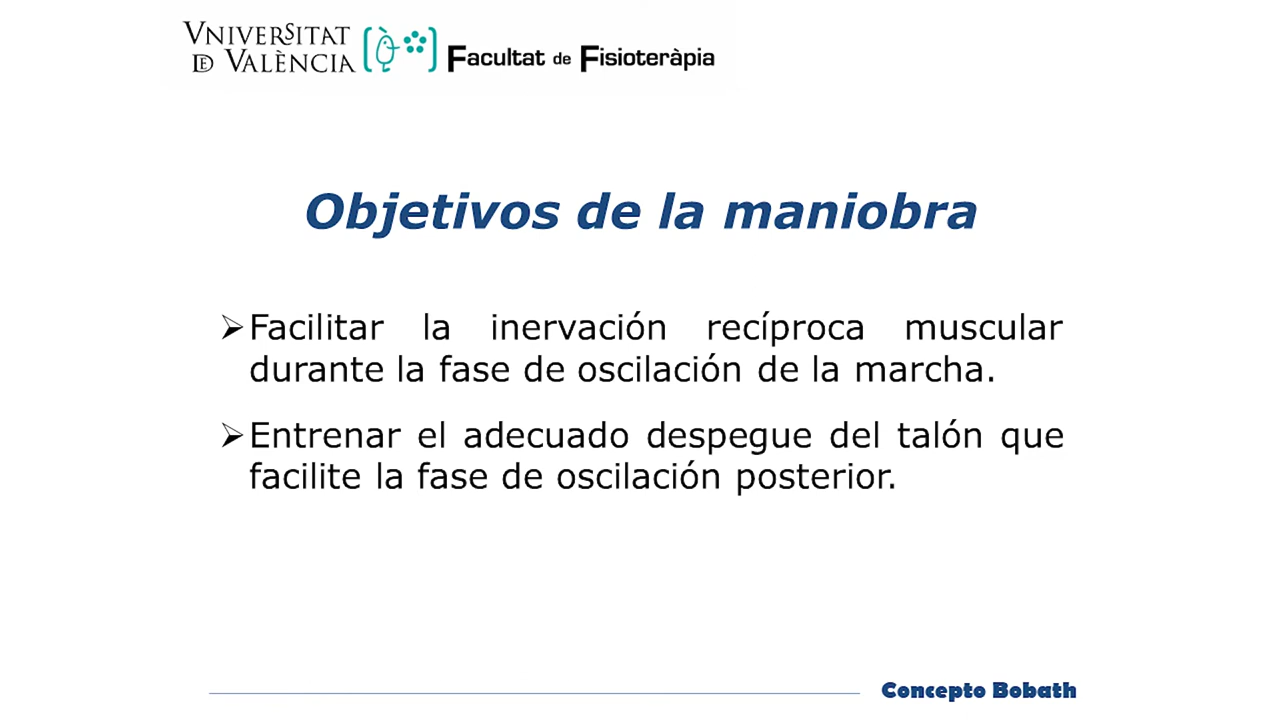 VNIVERSITAT
DE VALÈNCIA
Facultat de Fisioteràpia
Objetivos de la maniobra
➢Facilitar la inervación recíproca muscular
durante la fase de oscilación de la marcha.
➢Entrenar el adecuado despegue del talón que
facilite la fase de oscilación posterior.
Concepto Bobath